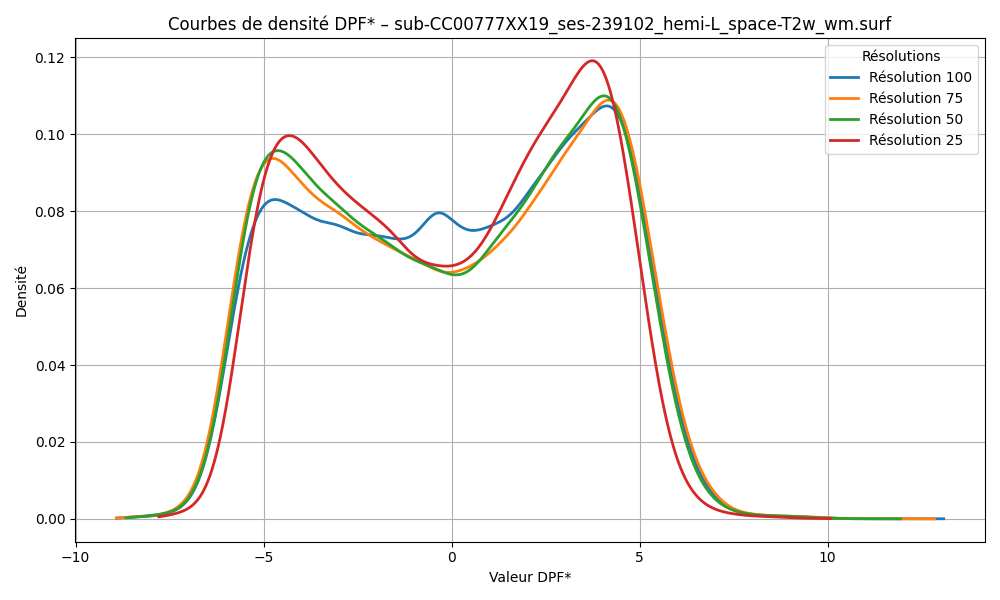 Courbes de densité DPF* – sub-CC00777XX19_ses-239102_hemi-L_space-T2w_wm.surf
Résolutions
Résolution 100
Résolution 75
Résolution 50
Résolution 25
Densité
0.12
0.10
0.08
0.06
0.04
0.02
0.00
−10
−5
0
5
10
Valeur DPF*